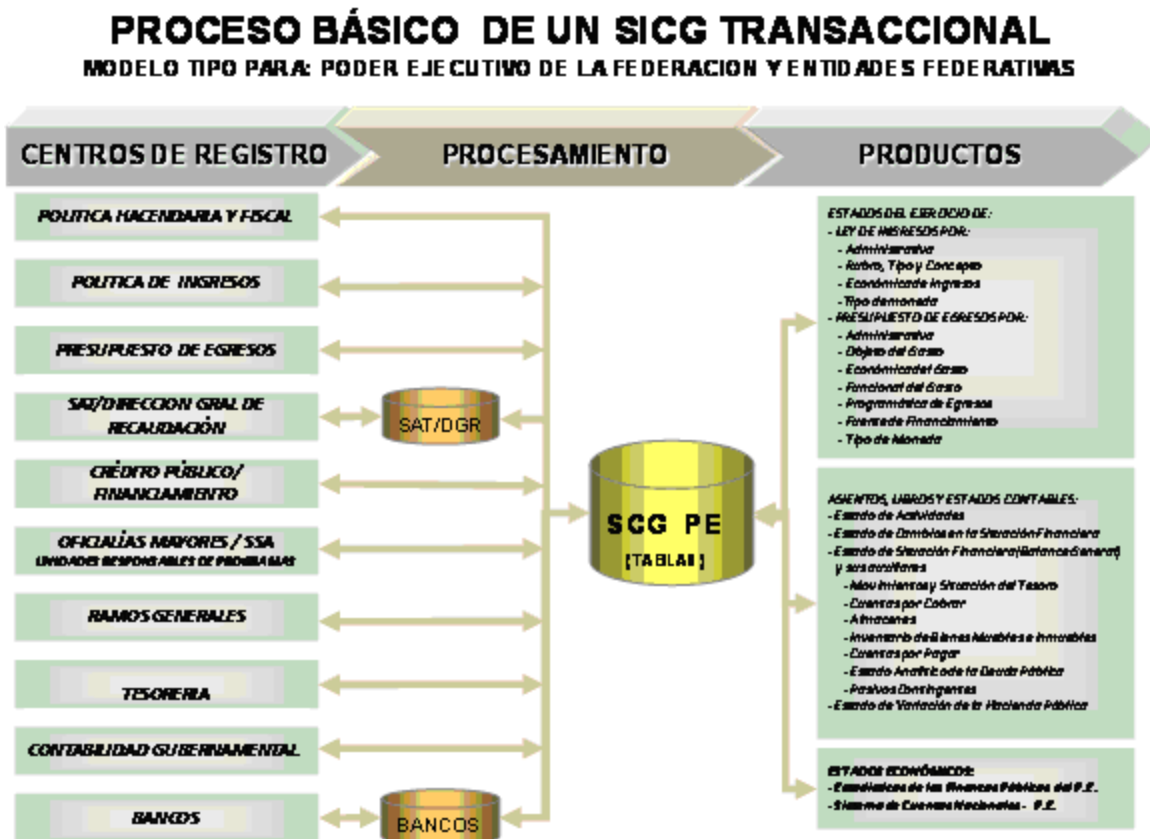 PROCESO BÁSICO DE UN SICG TRANSACCIONAL
MODELO TIPO PARA: PODER EJECUTIVO DE LA FEDERACION Y ENTIDADES FEDERATIVAS
CENTROS DE REGISTRO
PROCESAMIENTO
PRODUCTOS
POLITICA HACENDARIA Y FISCAL
POLITICA DE INGRESOS
PRESUPUESTO DE EGRESOS
SAT/DIRECCION GRAL DE
RECAUDACIÓN
CRÉDITO PÚBLICO/
FINANCIAMIENTO
OFICIALÍAS MAYORES / SSA
UNIDADES RESPONSABLES DE PROGRAMAS
RAMOS GENERALES
TESORERIA
CONTABILIDAD GUBERNAMENTAL
BANCOS
SAT/DGR
BANCOS
SCG PE
(TABLAS)
ESTADOS DEL EJERCICIO DE:
- LEY DE INGRESOS POR:
- Administrativa
- Rubro, Tipo y Concepto
- Económica de Ingresos
- Tipo de moneda
- PRESUPUESTO DE EGRESOS POR:
- Administrativa
- Objeto del Gasto
- Económica del Gasto
- Funcional del Gasto
- Programática de Egresos
- Fuente de Financiamiento
- Tipo de Moneda
ASIENTOS, LIBROS Y ESTADOS CONTABLES:
- Estado de Actividades
- Estado de Cambios en la Situación Financiera
- Estado de Situación Financiera (Balance General)
y sus auxiliares
- Movimientos y Situación del Tesoro
- Cuentas por Cobrar
- Almacenes
- Inventario de Bienes Muebles e Inmuebles
- Cuentas por Pagar
- Estado Analítico de la Deuda Pública
- Pasivos Contingentes
- Estado de Variación de la Hacienda Pública
ESTADOS ECONÓMICOS:
- Estadísticas de las Finanzas Públicas del P.E.
- Sistema de Cuentas Nacionales - P.E.